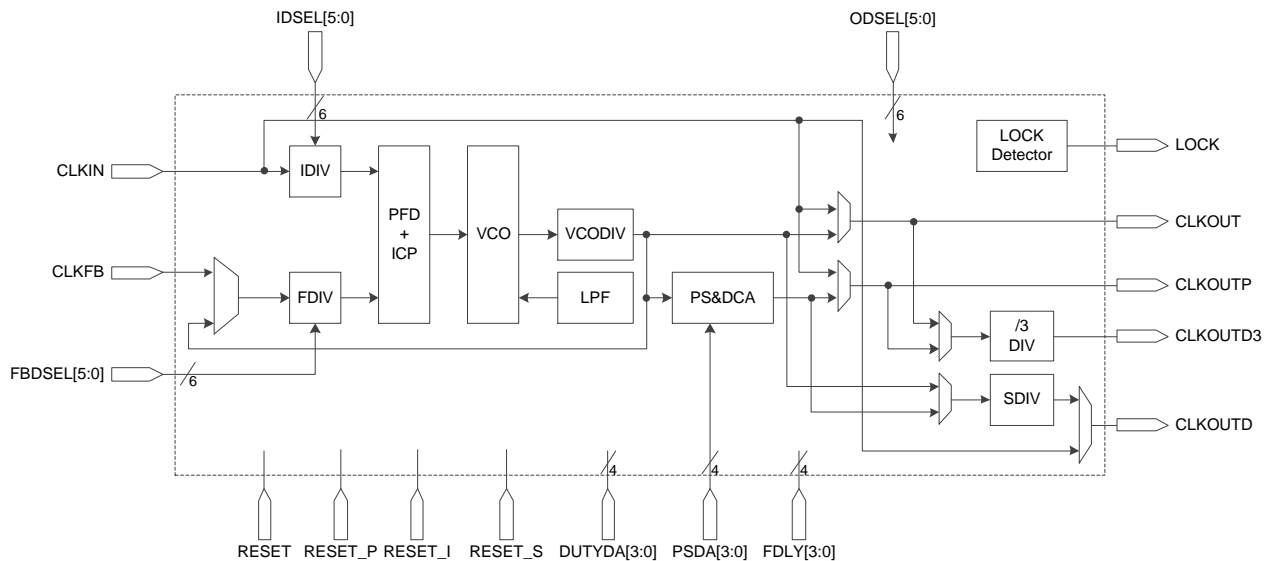 IDSEL[5:0]
ODSEL[5:0]
6
6
LOCK
Detector
LOCK
CLKIN
IDIV
PFD
+
ICP
VCO
VCODIV
CLKOUT
CLKFB
FDIV
LPF
PS&DCA
CLKOUTP
/3
DIV
CLKOUTD3
FBDSEL[5:0]
6
SDIV
CLKOUTD
4
4
4
RESET
RESET_P
RESET_I
RESET_S
DUTYDA[3:0]
PSDA[3:0]
FDLY[3:0]